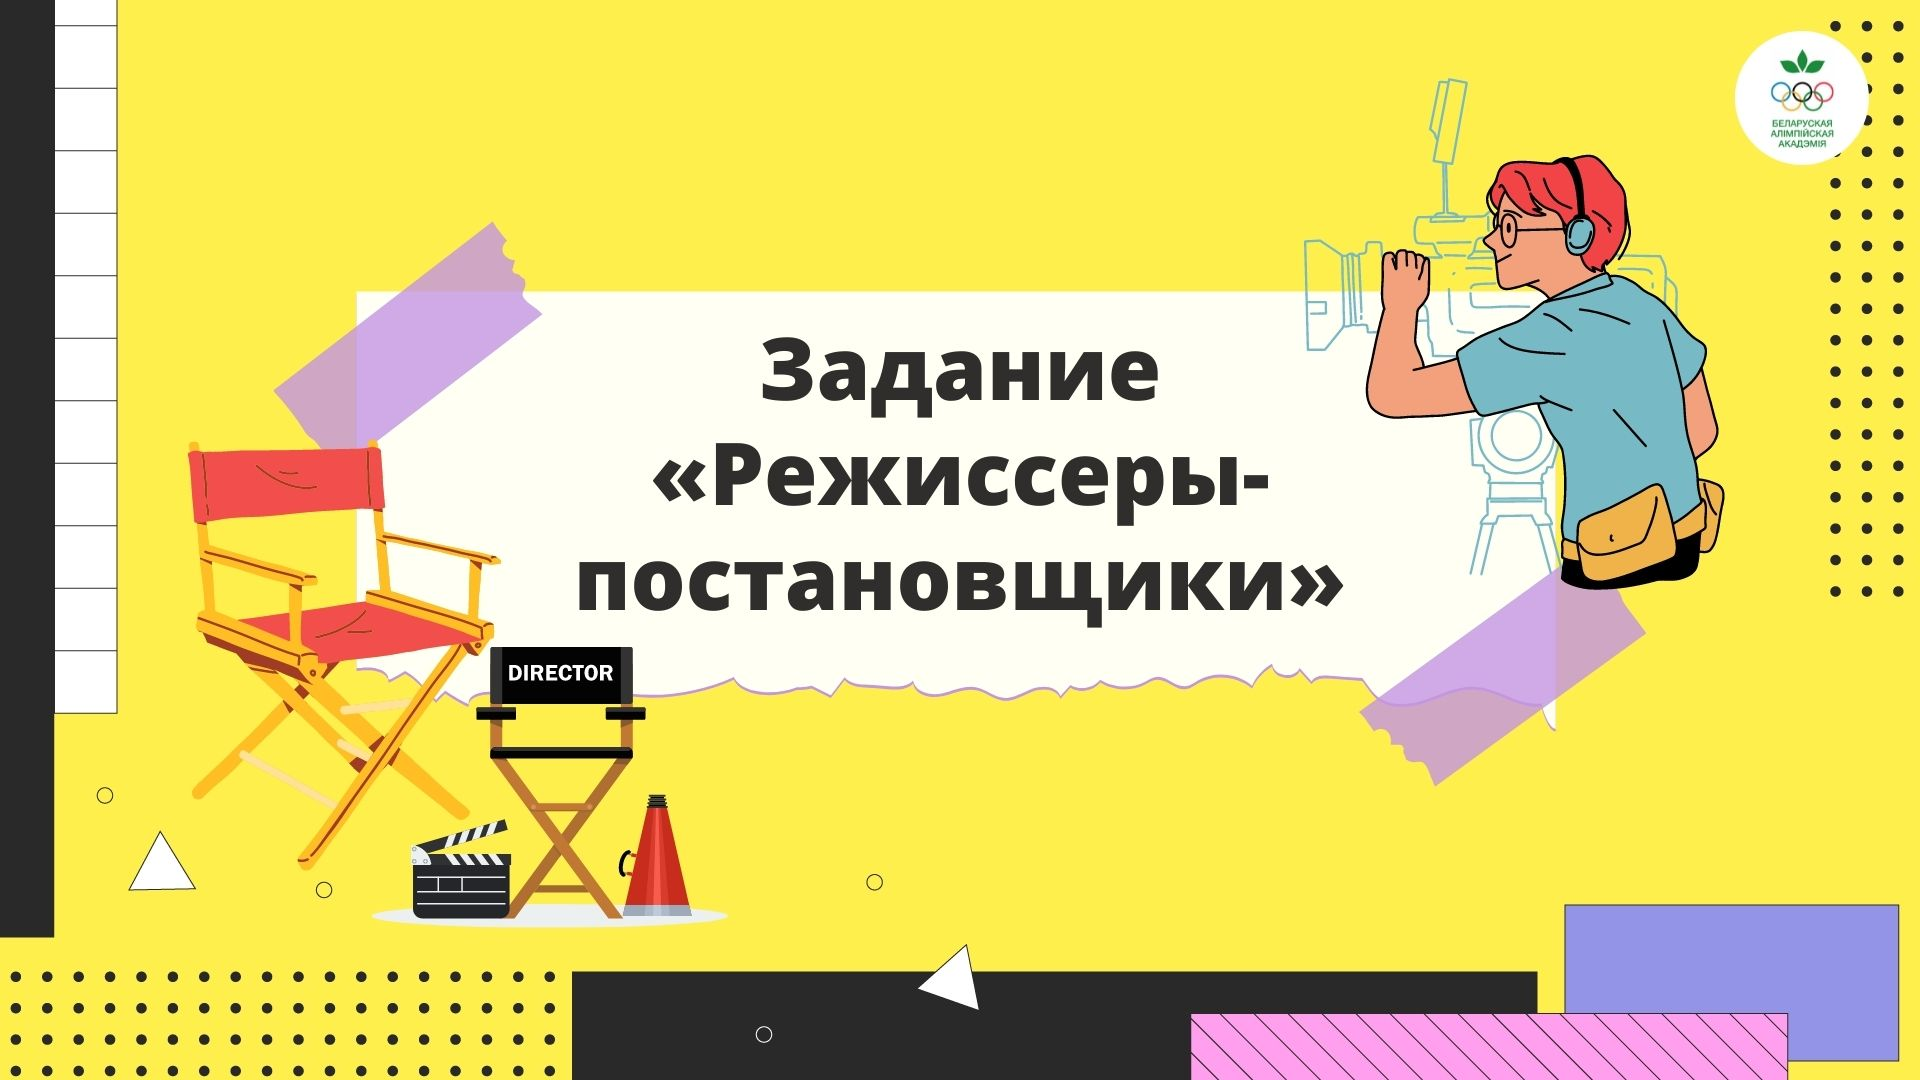 БЕЛАРУСКАЯ
АЛІМПІЙСКАЯ
АКАДЭМІЯ
Задание
«Режиссеры-
постановщики»
DIRECTOR